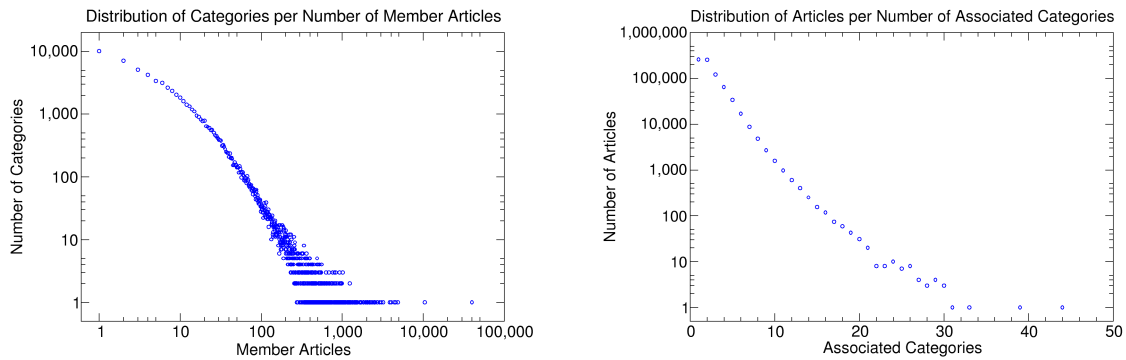 Distribution of Categories per Number of Member Articles
Number of Categories
10,000
1,000
100
10
1
1 10 100 1,000 10,000 100,000
Member Articles
Distribution of Articles per Number of Associated Categories
Number of Articles
1,000,000
100,000
10,000
1,000
100
10
1
0 10 20 30 40 50
Associated Categories